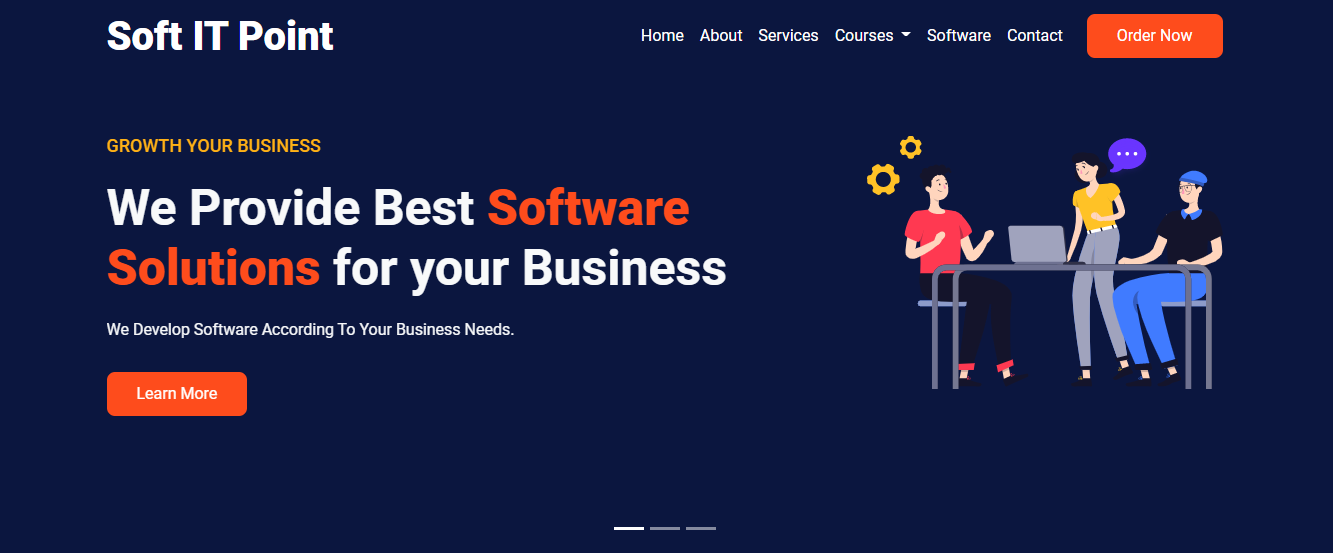 Soft IT Point
Home About Services Courses Software Contact Order Now
GROWTH YOUR BUSINESS
We Provide Best Software
Solutions for your Business
We Develop Software According To Your Business Needs.
Learn More